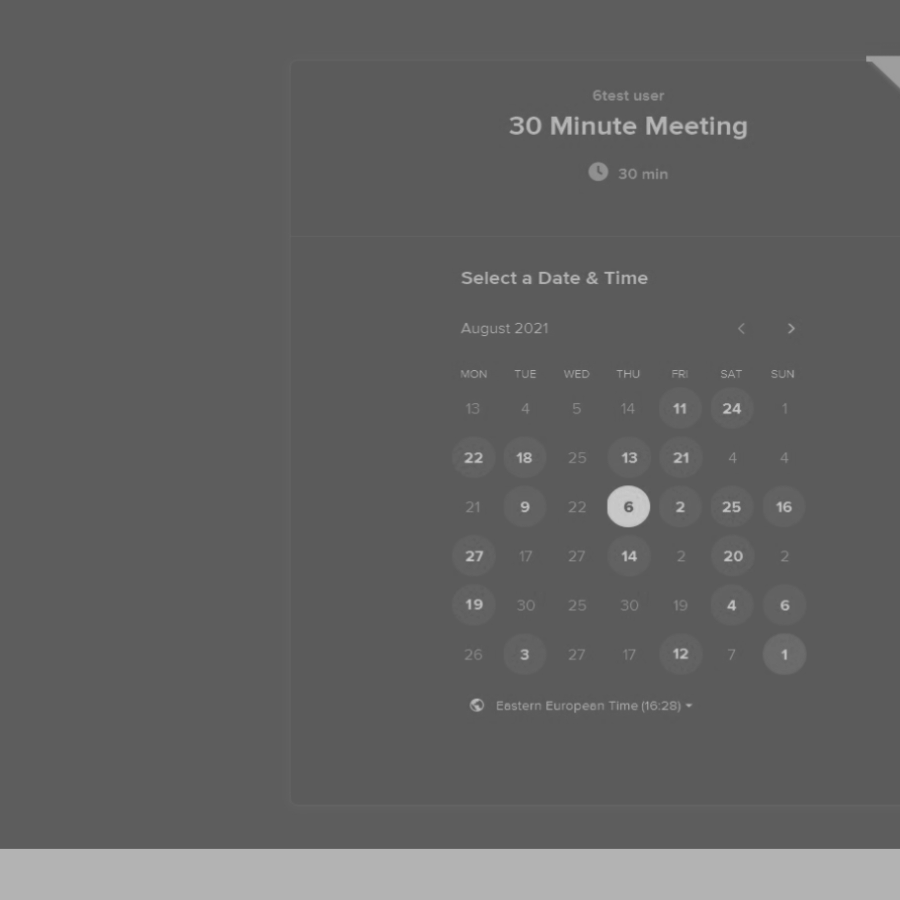 6test user
30 Minute Meeting
30 min
Select a Date & Time
August 2021
MON TUE WED THU FRI SAT SUN
13 4 5 14 11 24 1
22 18 25 13 21 4 4
21 9 22 6 2 25 16
27 17 27 14 2 20 2
19 30 25 30 19 4 6
26 3 27 17 12 7 1
Eastern European Time (16:28)